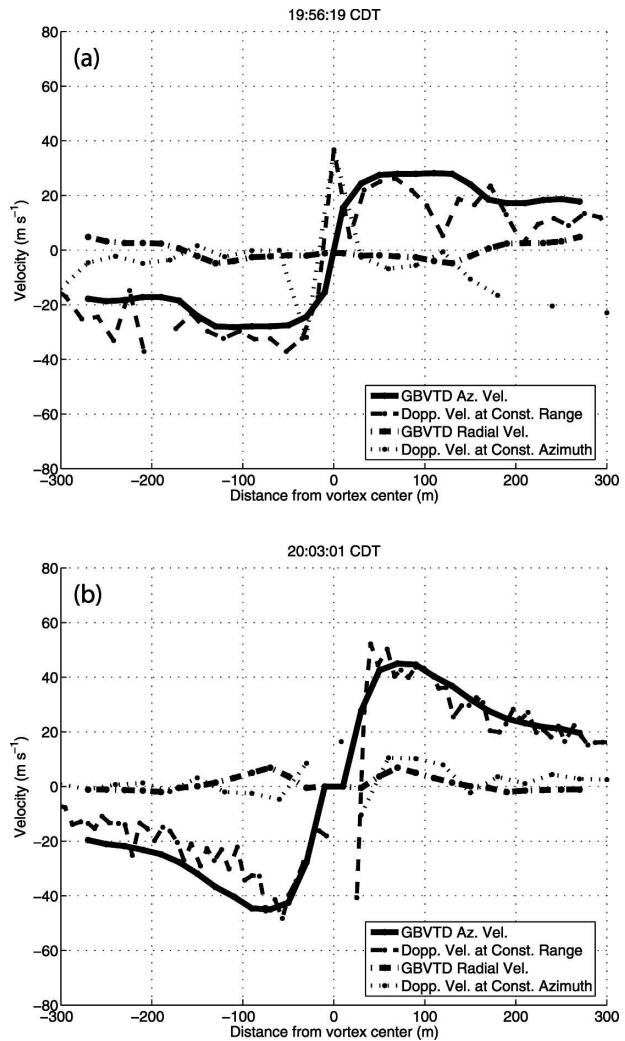 19:56:19 CDT
(a)
80
60
40
20
0
−20
−40
−60
−80
Velocity (m s⁻¹)
GBVTD Az. Vel.
Dopp. Vel. at Const. Range
GBVTD Radial Vel.
Dopp. Vel. at Const. Azimuth
−300 −200 −100 0 100 200 300
Distance from vortex center (m)
20:03:01 CDT
(b)
80
60
40
20
0
−20
−40
−60
−80
Velocity (m s⁻¹)
GBVTD Az. Vel.
Dopp. Vel. at Const. Range
GBVTD Radial Vel.
Dopp. Vel. at Const. Azimuth
−300 −200 −100 0 100 200 300
Distance from vortex center (m)